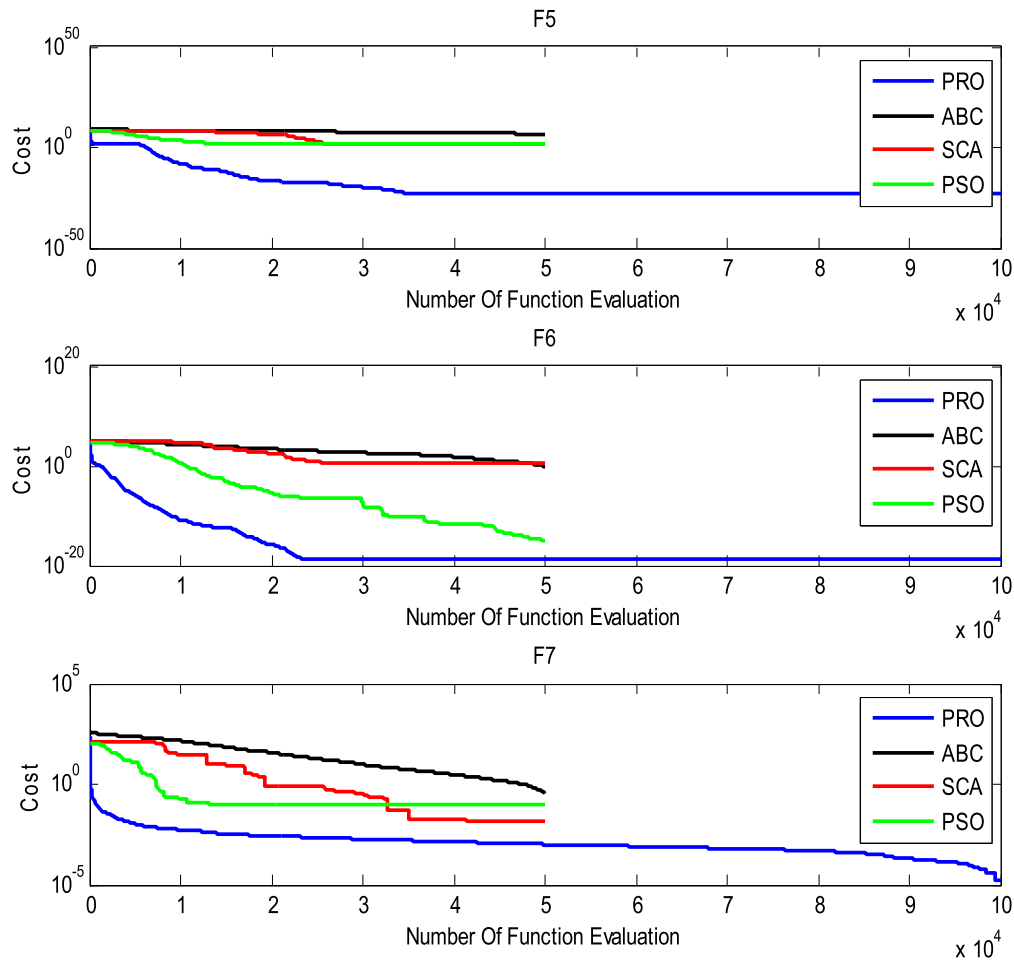 F5
10^50
10^0
10^-50
Cost
PRO
ABC
SCA
PSO
0 1 2 3 4 5 6 7 8 9 10
Number Of Function Evaluation
x 10^4
F6
10^20
10^0
10^-20
Cost
PRO
ABC
SCA
PSO
0 1 2 3 4 5 6 7 8 9 10
Number Of Function Evaluation
x 10^4
F7
10^5
10^0
10^-5
Cost
PRO
ABC
SCA
PSO
0 1 2 3 4 5 6 7 8 9 10
Number Of Function Evaluation
x 10^4